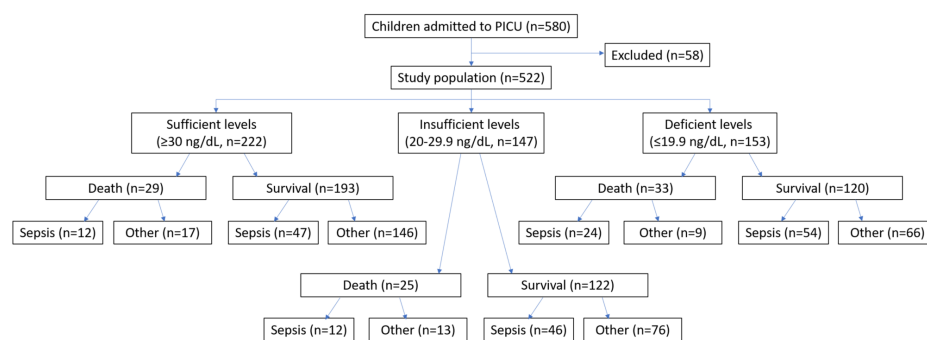 Children admitted to PICU (n=580)
Excluded (n=58)
Study population (n=522)
Sufficient levels
(≥30 ng/dL, n=222)
Insufficient levels
(20-29.9 ng/dL, n=147)
Deficient levels
(≤19.9 ng/dL, n=153)
Death (n=29)
Survival (n=193)
Death (n=33)
Survival (n=120)
Sepsis (n=12)
Other (n=17)
Sepsis (n=47)
Other (n=146)
Sepsis (n=24)
Other (n=9)
Sepsis (n=54)
Other (n=66)
Death (n=25)
Survival (n=122)
Sepsis (n=12)
Other (n=13)
Sepsis (n=46)
Other (n=76)